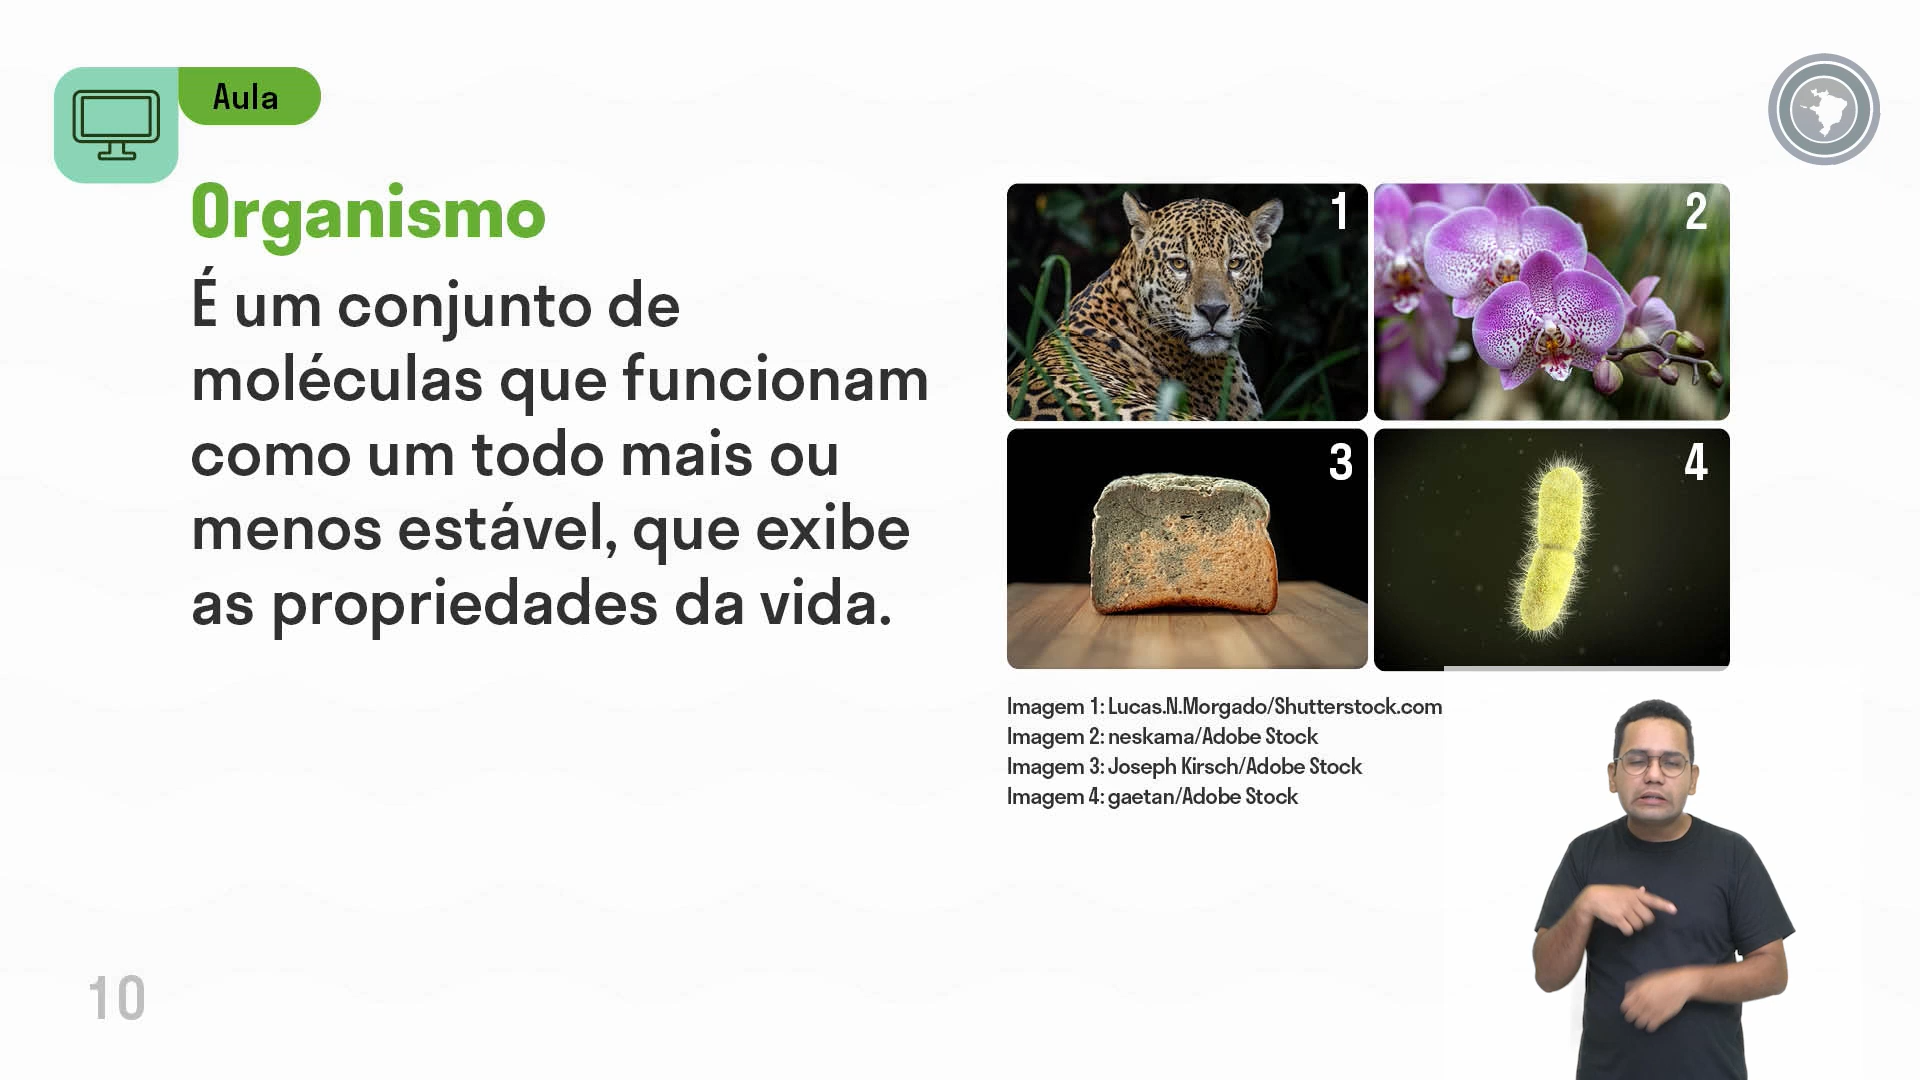 Aula
Organismo
É um conjunto de
moléculas que funcionam
como um todo mais ou
menos estável, que exibe
as propriedades da vida.
1
2
3
4
Imagem 1: Lucas.N.Morgado/Shutterstock.com
Imagem 2: neskama/Adobe Stock
Imagem 3: Joseph Kirsch/Adobe Stock
Imagem 4: gaetan/Adobe Stock
10